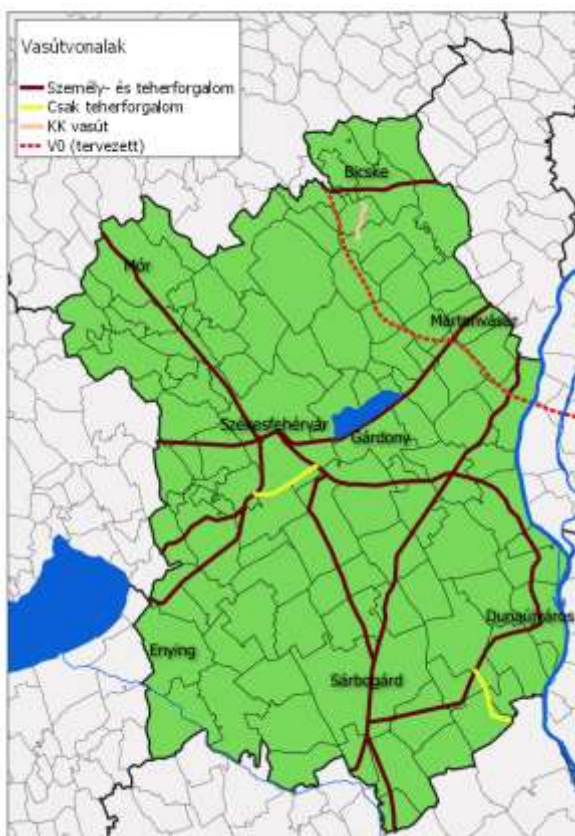 Vasútvonalak
Személy- és teherforgalom
Csak teherforgalom
KK vasút
V0 (tervezett)
Bicske
Mór
Martonvásár
Székesfehérvár
Gárdony
Dunaújváros
Enying
Sárbogárd